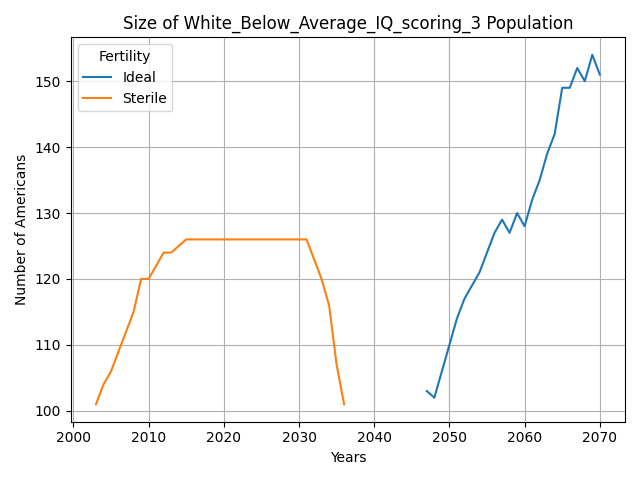 Size of White_Below_Average_IQ_scoring_3 Population
Fertility
Ideal
Sterile
Number of Americans
150
140
130
120
110
100
2000 2010 2020 2030 2040 2050 2060 2070
Years